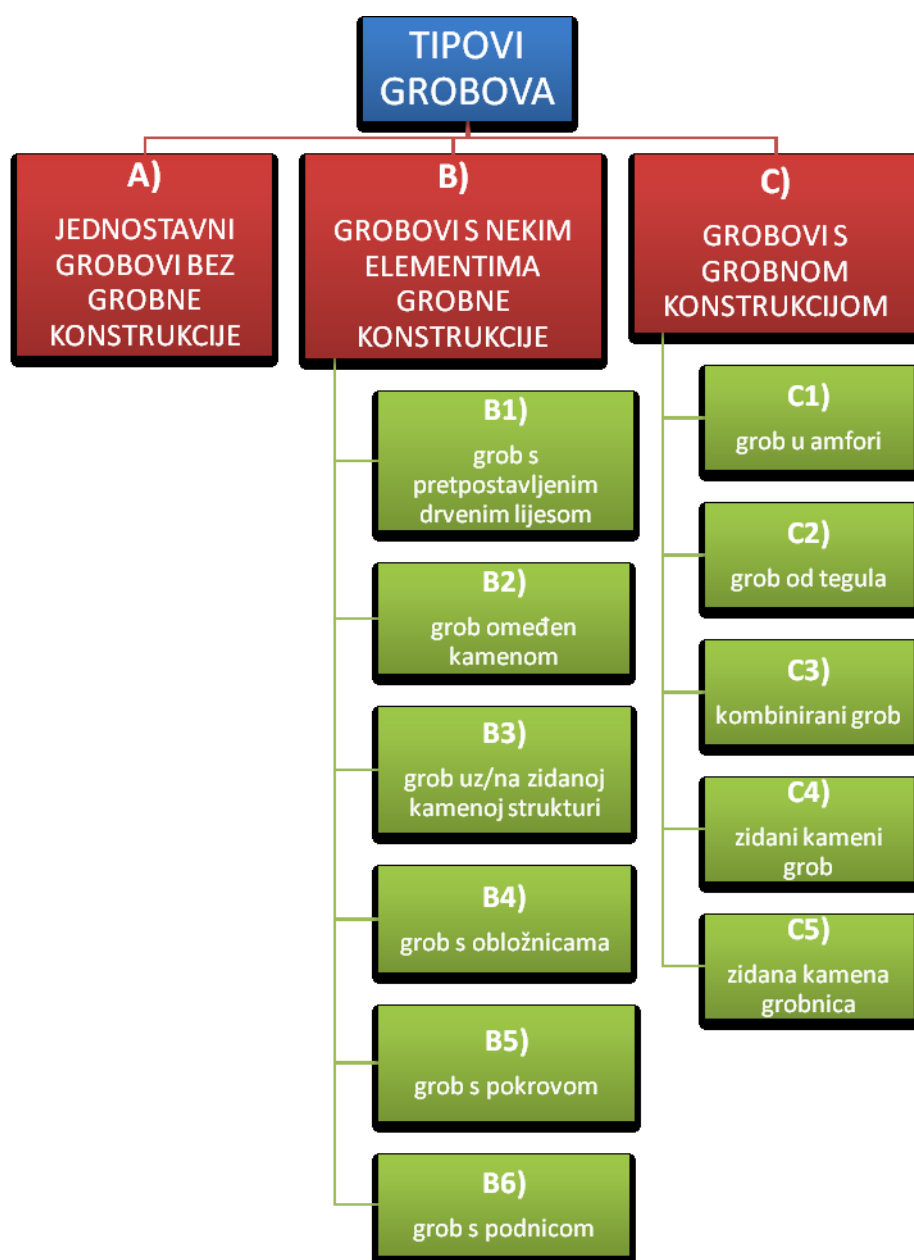 TIPOVI
GROBOVA
A)
JEDNOSTAVNI
GROBOVI BEZ
GROBNE
KONSTRUKCIJE
B)
GROBOVI S NEKIM
ELEMENTIMA
GROBNE
KONSTRUKCIJE
B1)
grob s
pretpostavljenim
drvenim lijesom
B2)
grob omeđen
kamenom
B3)
grob uz/na zidanoj
kamenoj strukturi
B4)
grob s obložnicama
B5)
grob s pokrovom
B6)
grob s podnicom
C)
GROBOVI S
GROBNOM
KONSTRUKCIJOM
C1)
grob u amfori
C2)
grob od tegula
C3)
kombinirani grob
C4)
zidani kameni
grob
C5)
zidana kamena
grobnica